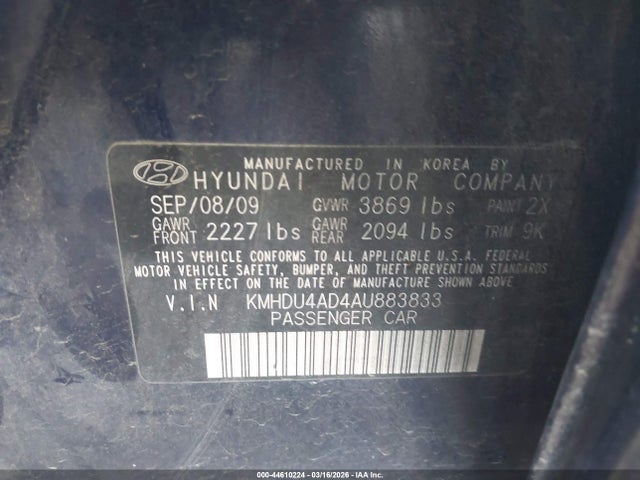 MANUFACTURED IN KOREA BY
HYUNDAI MOTOR COMPANY
SEP/08/09 GVWR 3869 lbs PAINT 2X
GAWR FRONT 2227 lbs GAWR REAR 2094 lbs TRIM 9K
THIS VEHICLE CONFORMS TO ALL APPLICABLE U.S.A. FEDERAL
MOTOR VEHICLE SAFETY, BUMPER, AND THEFT PREVENTION STANDARDS
IN EFFECT ON THE DATE OF MANUFACTURE SHOWN ABOVE
V.I.N KMHDU4AD4AU883833
PASSENGER CAR
000-44610224 - 03/16/2026 - IAA Inc.